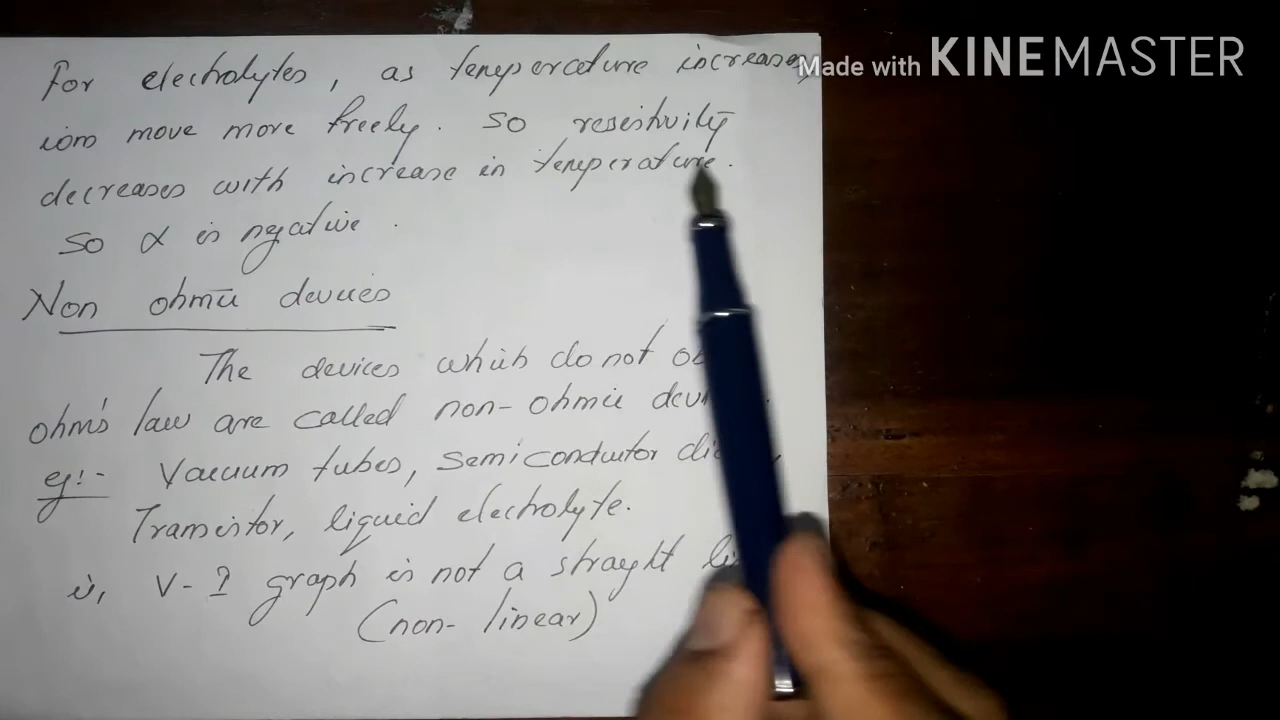 For electrolytes, as temperature increases,
Made with KINEMASTER
ions move more freely. So resistivity
decreases with increase in temperature.
So α is negative.
Non ohmic devices
The devices which do not
ohm's law are called non-ohmic
eg:- Vacuum tubes, semiconductor
Transistor, liquid electrolyte.
ie, V-I graph is not a straight
(non-linear)